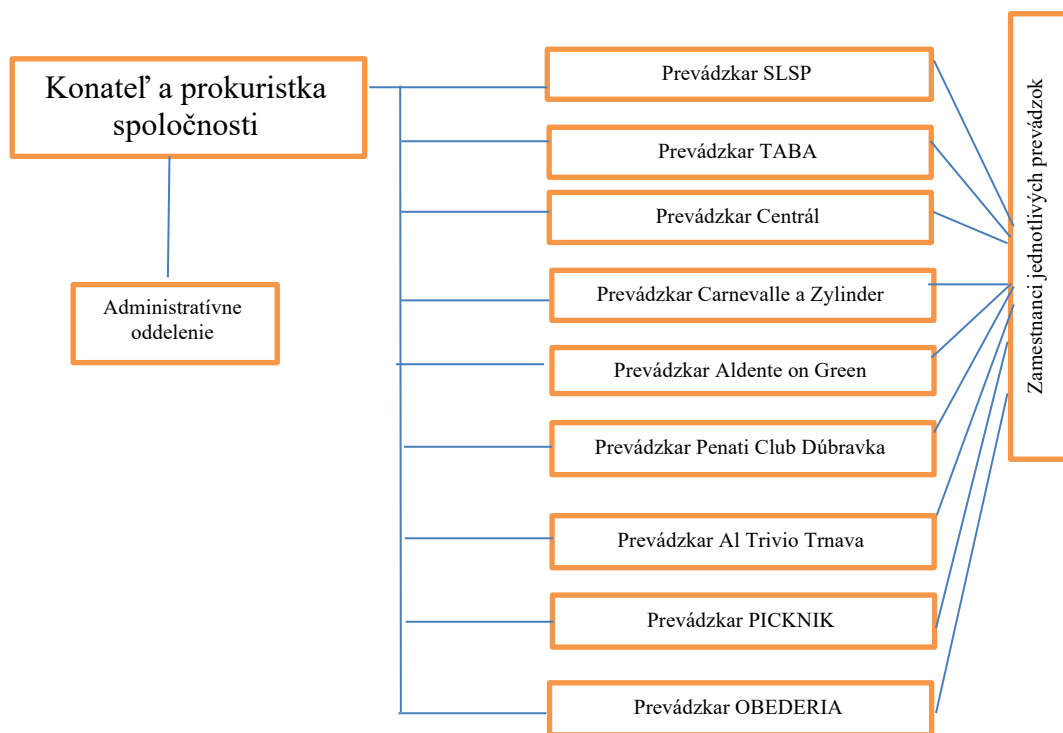 Konateľ a prokuristka
spoločnosti
Administratívne
oddelenie
Prevádzkar SLSP
Prevádzkar TABA
Prevádzkar Centrál
Prevádzkar Carnevalle a Zylinder
Prevádzkar Aldente on Green
Prevádzkar Penati Club Dúbravka
Prevádzkar Al Trivio Trnava
Prevádzkar PICKNIK
Prevádzkar OBEDERIA
Zamestnanci jednotlivých prevádzok